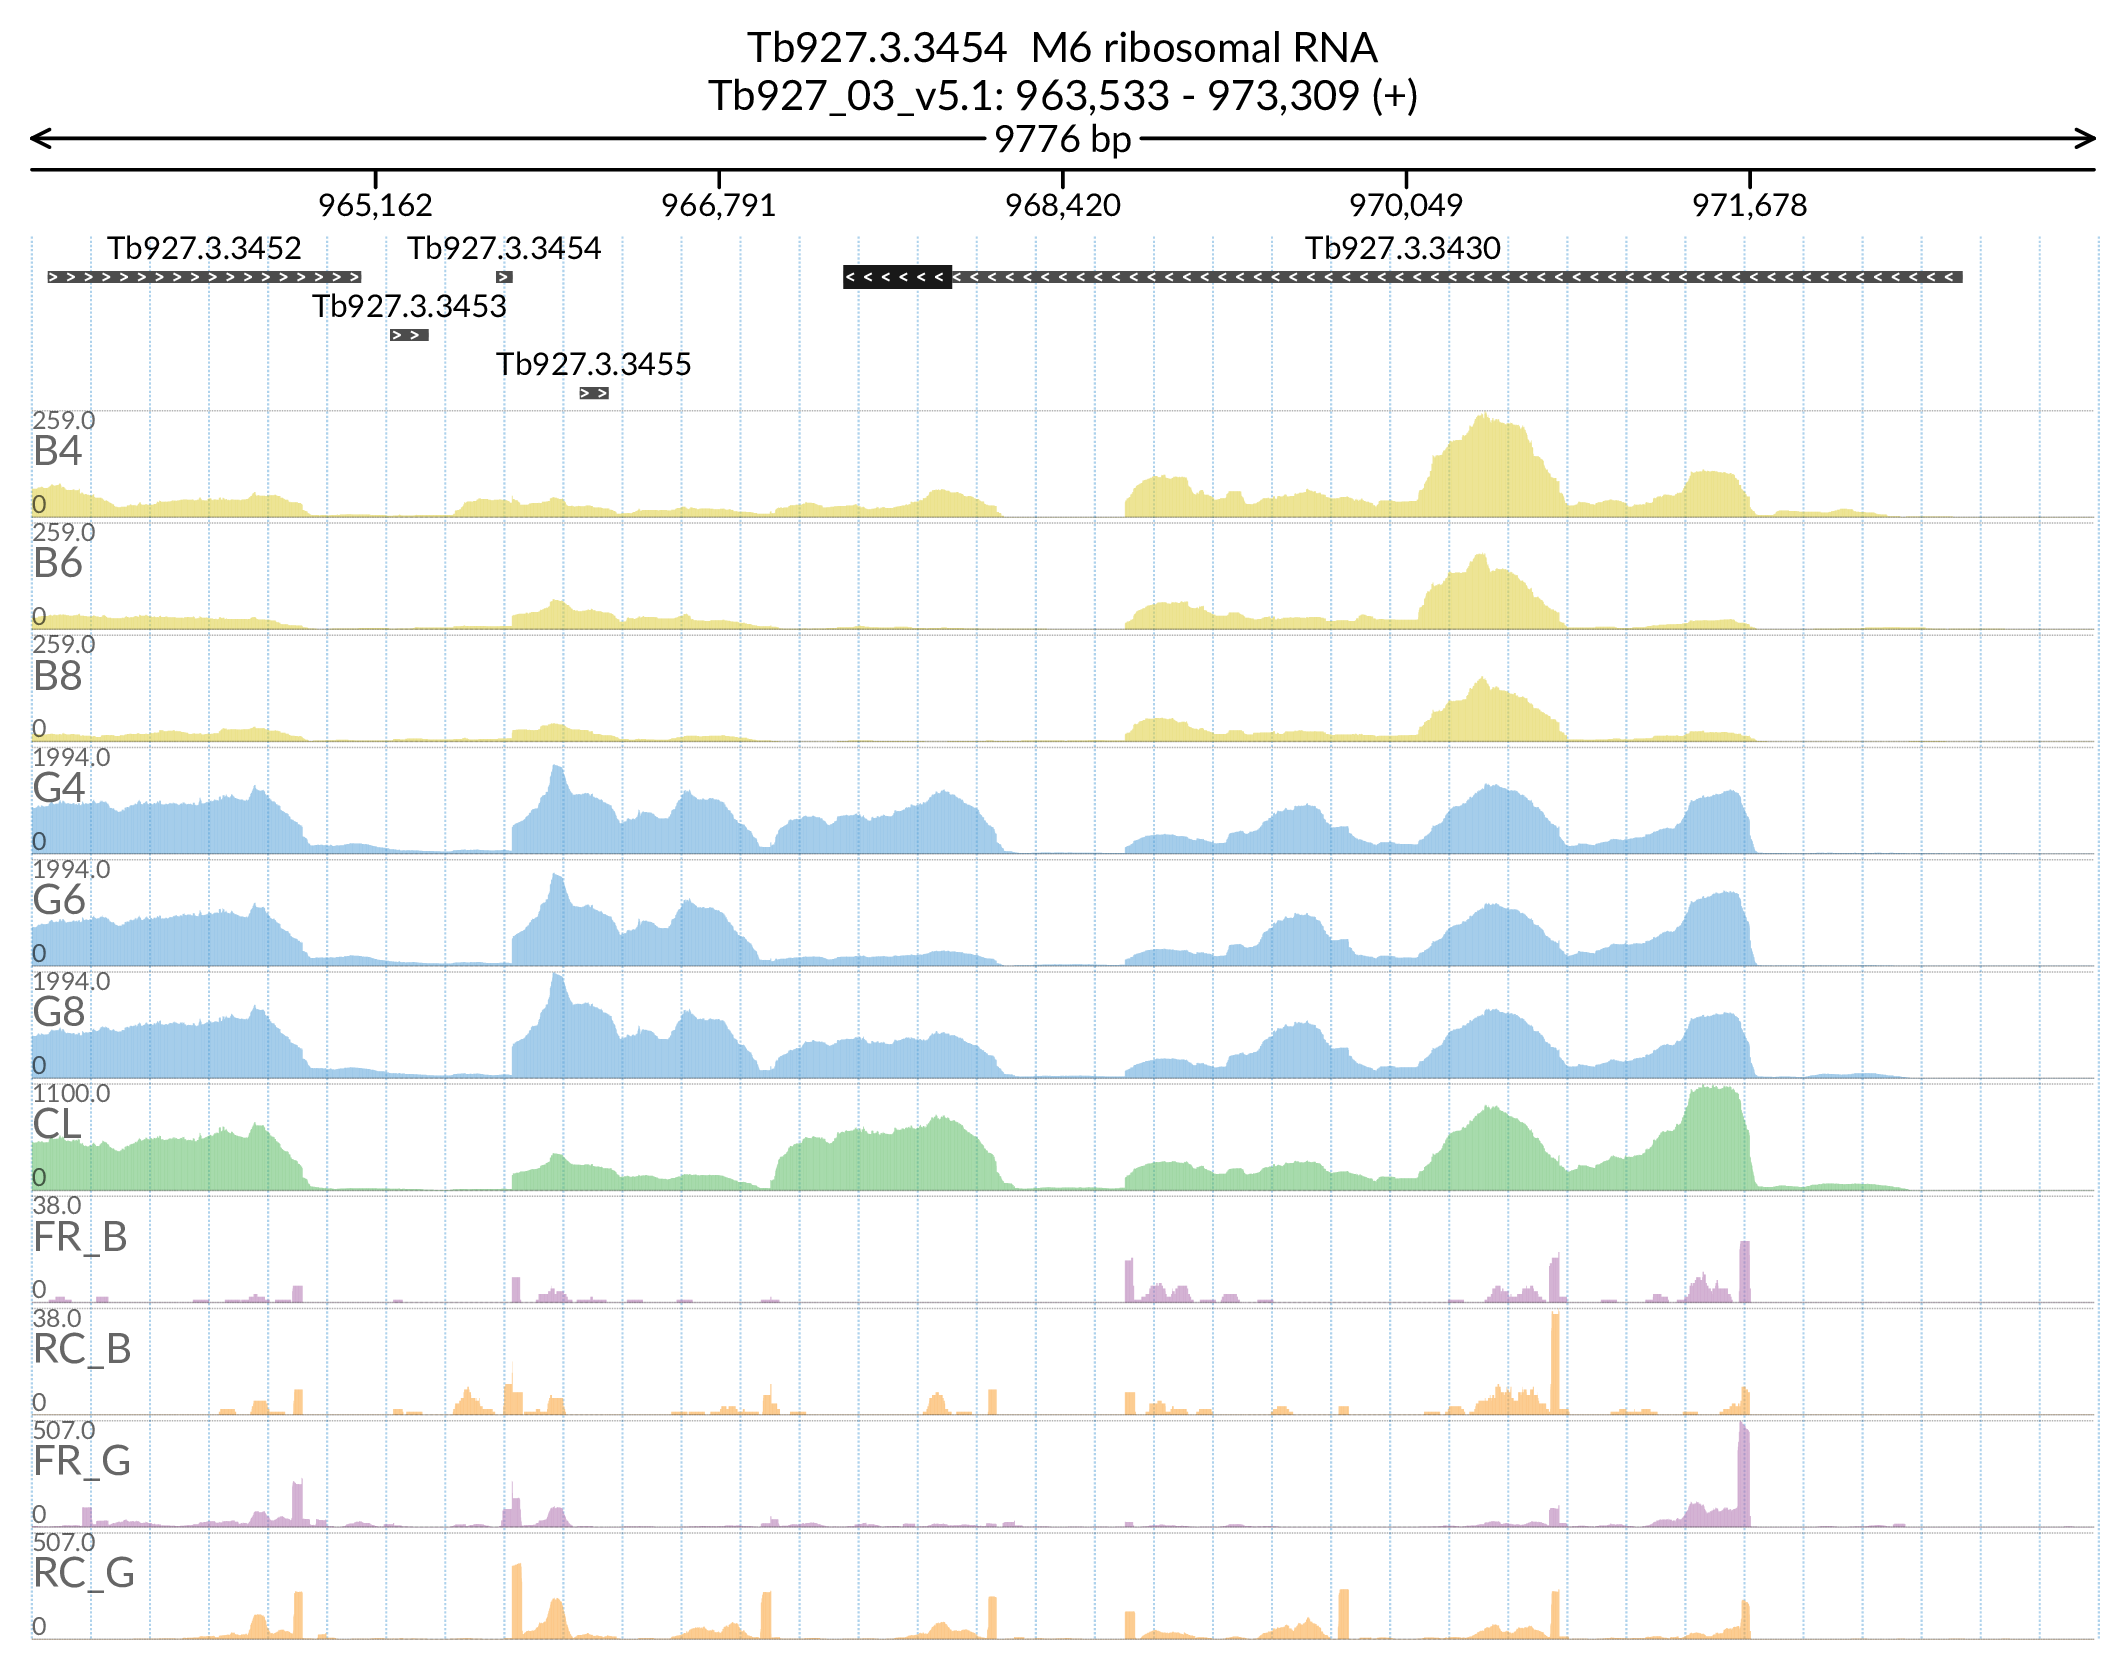 Tb927.3.3454  M6 ribosomal RNA
Tb927_03_v5.1: 963,533 - 973,309 (+)
9776 bp
965,162 966,791 968,420 970,049 971,678
Tb927.3.3452 Tb927.3.3454 Tb927.3.3430
Tb927.3.3453
Tb927.3.3455
259.0
B4
0
259.0
B6
0
259.0
B8
0
1994.0
G4
0
1994.0
G6
0
1994.0
G8
0
1100.0
CL
0
38.0
FR_B
0
38.0
RC_B
0
507.0
FR_G
0
507.0
RC_G
0